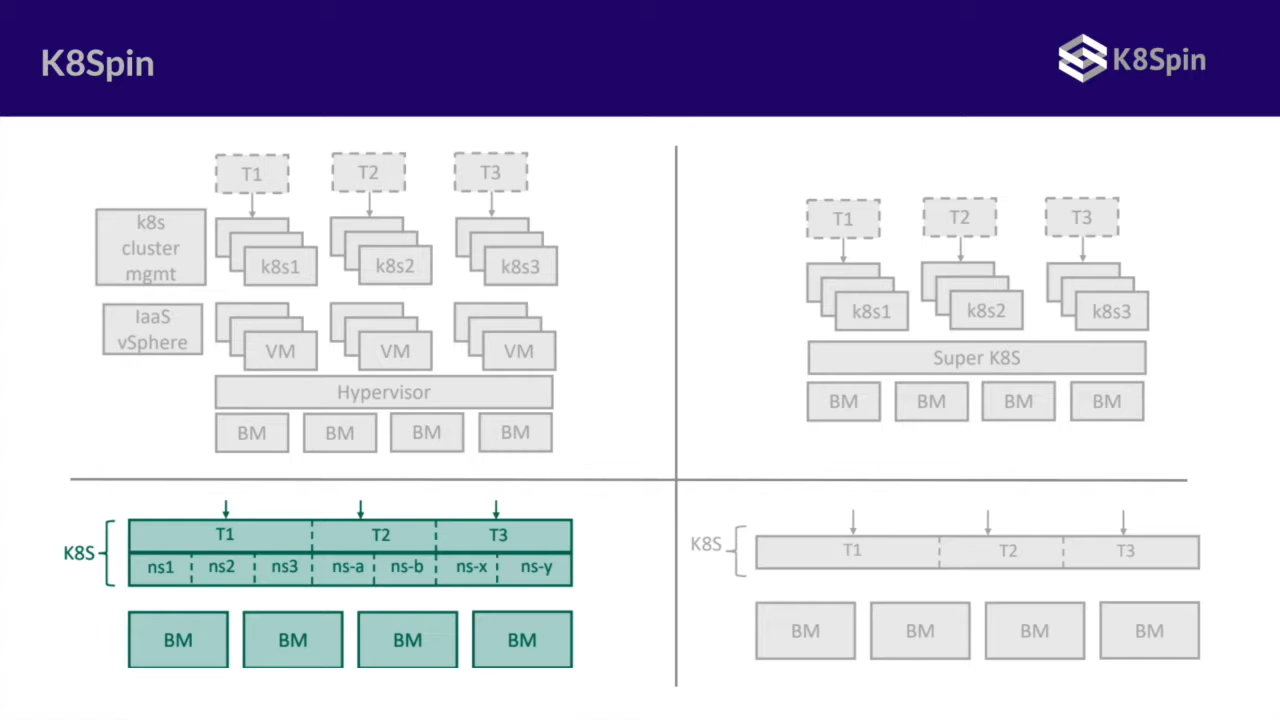 K8Spin
K8Spin
T1
T2
T3
k8s
cluster
mgmt
k8s1
k8s2
k8s3
IaaS
vSphere
VM
VM
VM
Hypervisor
BM
BM
BM
BM
T1
T2
T3
k8s1
k8s2
k8s3
Super K8S
BM
BM
BM
BM
K8S
T1
T2
T3
ns1
ns2
ns3
ns-a
ns-b
ns-x
ns-y
BM
BM
BM
BM
K8S
T1
T2
T3
BM
BM
BM
BM